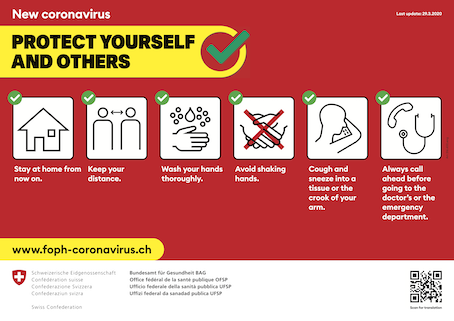 New coronavirus
Last update: 29.3.2020
PROTECT YOURSELF
AND OTHERS
Stay at home from
now on.
Keep your
distance.
Wash your hands
thoroughly.
Avoid shaking
hands.
Cough and
sneeze into a
tissue or the
crook of your
arm.
Always call
ahead before
going to the
doctor's or the
emergency
department.
www.foph-coronavirus.ch
Schweizerische Eidgenossenschaft
Confédération suisse
Confederazione Svizzera
Confederaziun svizra
Swiss Confederation
Bundesamt für Gesundheit BAG
Office fédéral de la santé publique OFSP
Ufficio federale della sanità pubblica UFSP
Uffizi federal da sanadad publica UFSP
Scan for translation